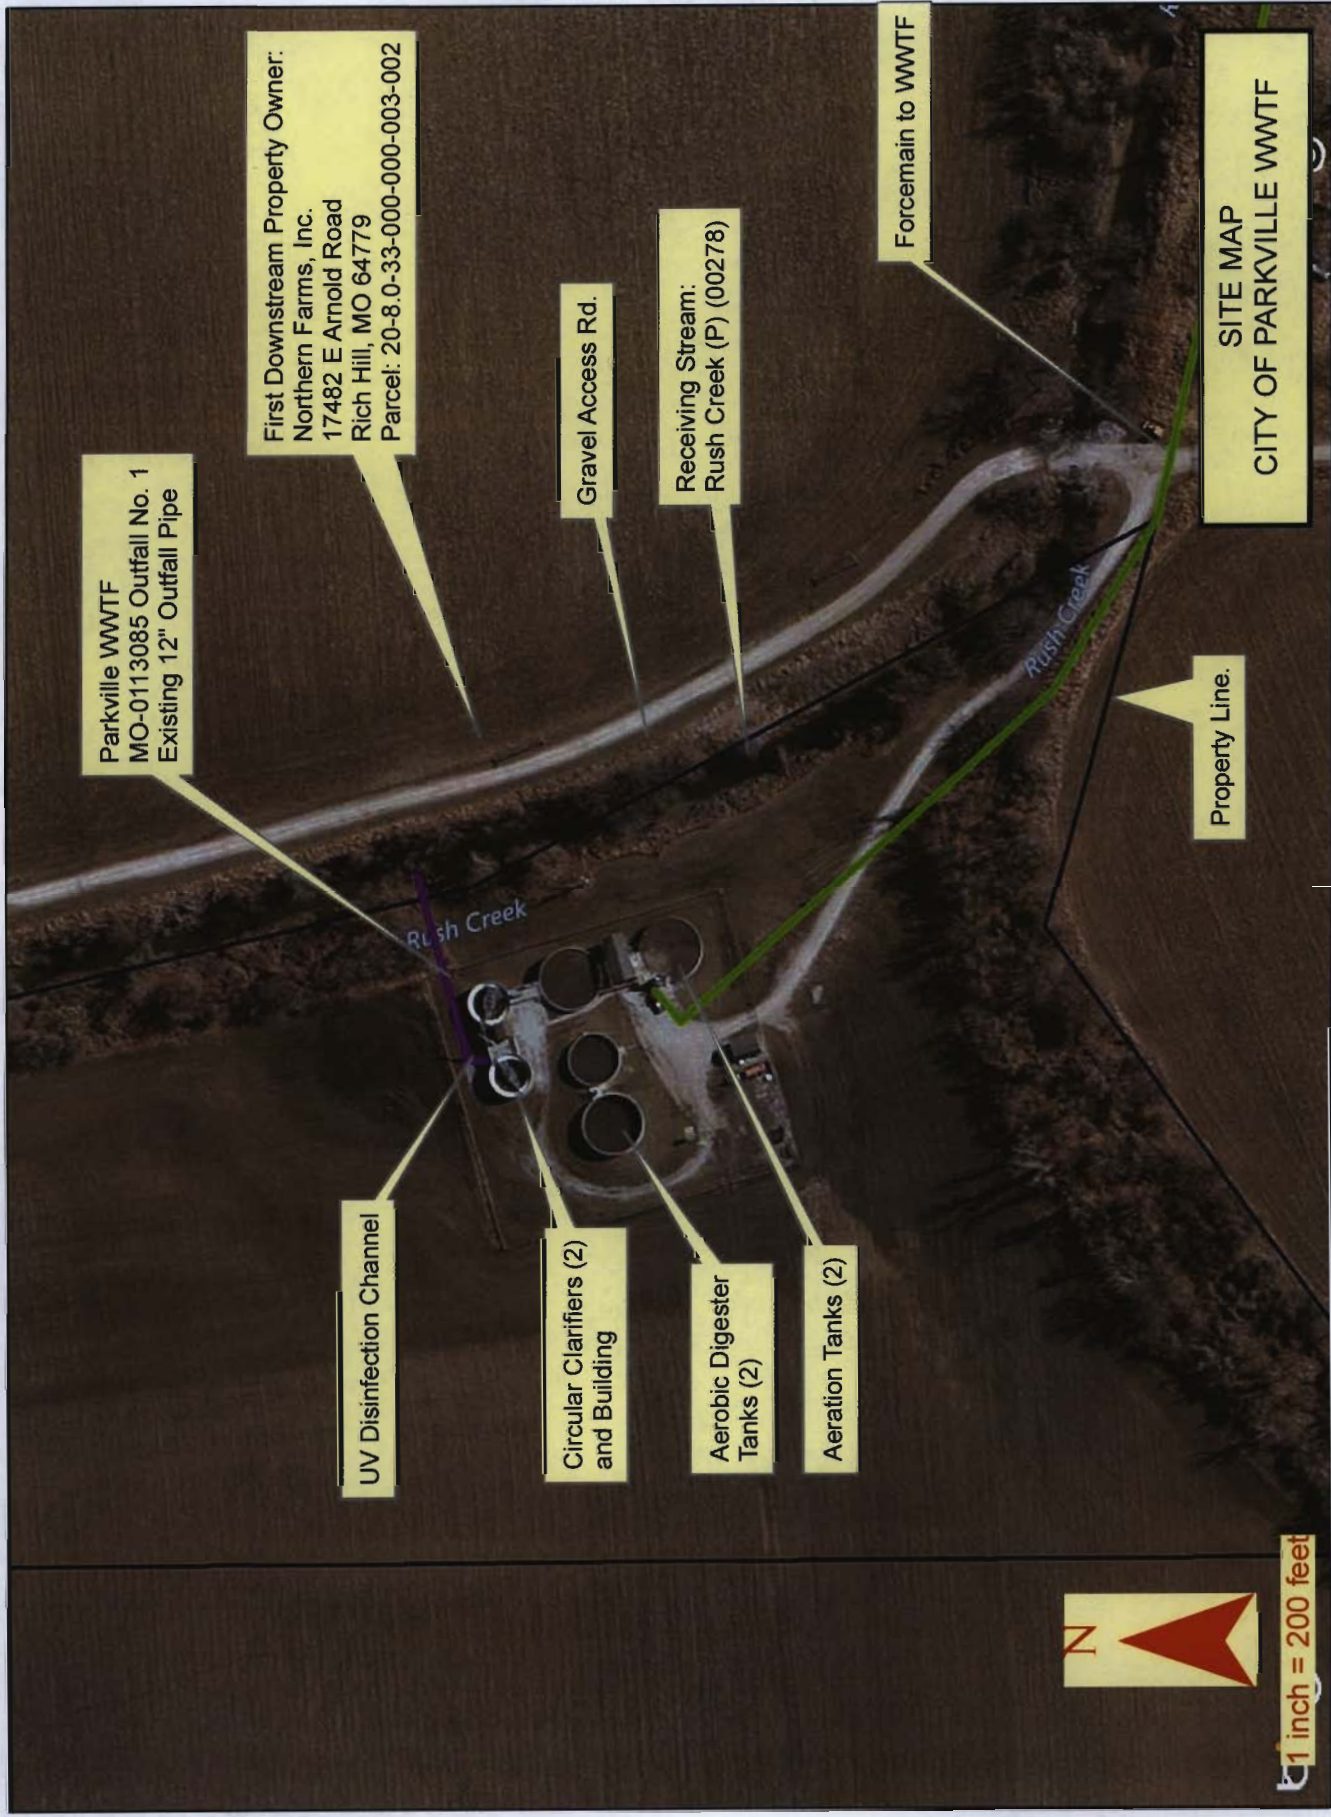 Parkville WWTF
MO-0113085 Outfall No. 1
Existing 12" Outfall Pipe
First Downstream Property Owner:
Northern Farms, Inc.
17482 E Arnold Road
Rich Hill, MO 64779
Parcel: 20-8.0-33-000-000-003-002
UV Disinfection Channel
Rush Creek
Gravel Access Rd.
Circular Clarifiers (2)
and Building
Receiving Stream:
Rush Creek (P) (00278)
Aerobic Digester
Tanks (2)
Aeration Tanks (2)
Forcemain to WWTF
Rush Creek
Property Line.
N
1 inch = 200 feet
SITE MAP
CITY OF PARKVILLE WWTF